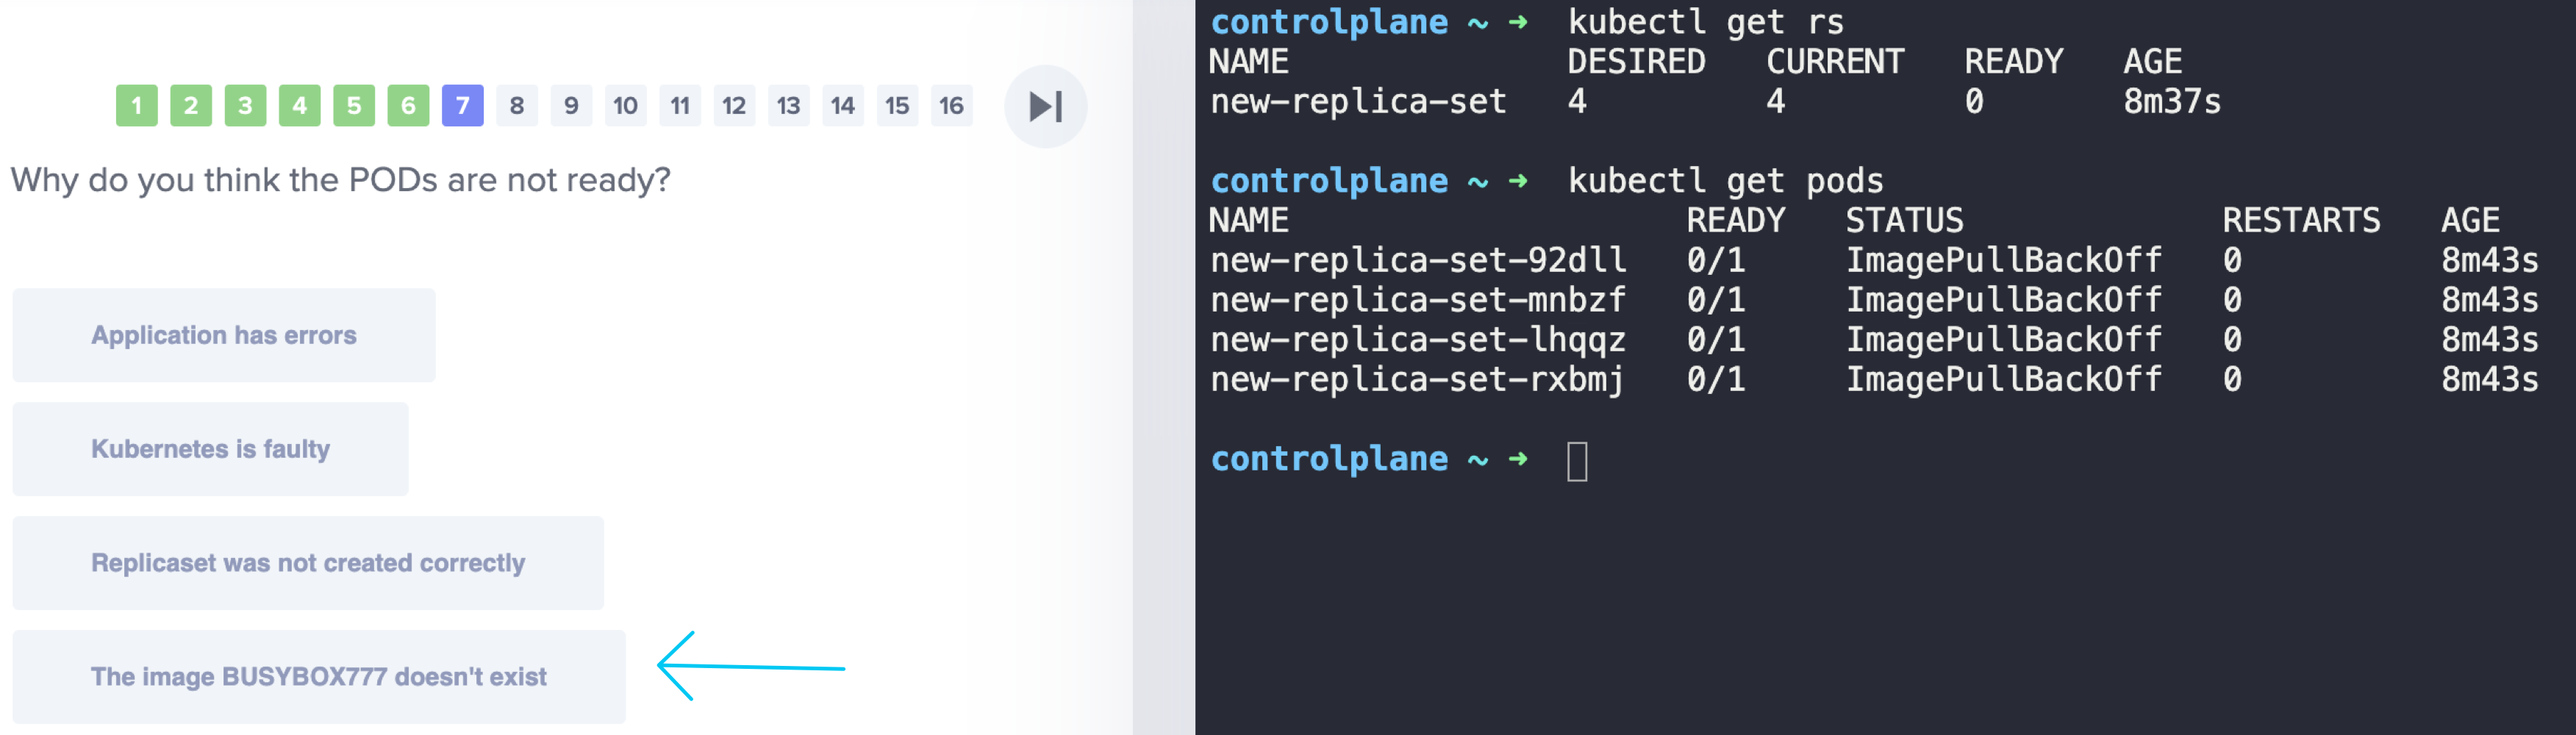 1 2 3 4 5 6 7 8 9 10 11 12 13 14 15 16
Why do you think the PODs are not ready?
Application has errors
Kubernetes is faulty
Replicaset was not created correctly
The image BUSYBOX777 doesn't exist
controlplane ~ ➜ kubectl get rs
NAME DESIRED CURRENT READY AGE
new-replica-set 4 4 0 8m37s
controlplane ~ ➜ kubectl get pods
NAME READY STATUS RESTARTS AGE
new-replica-set-92dll 0/1 ImagePullBackOff 0 8m43s
new-replica-set-mnbzf 0/1 ImagePullBackOff 0 8m43s
new-replica-set-lhqqz 0/1 ImagePullBackOff 0 8m43s
new-replica-set-rxbmj 0/1 ImagePullBackOff 0 8m43s
controlplane ~ ➜